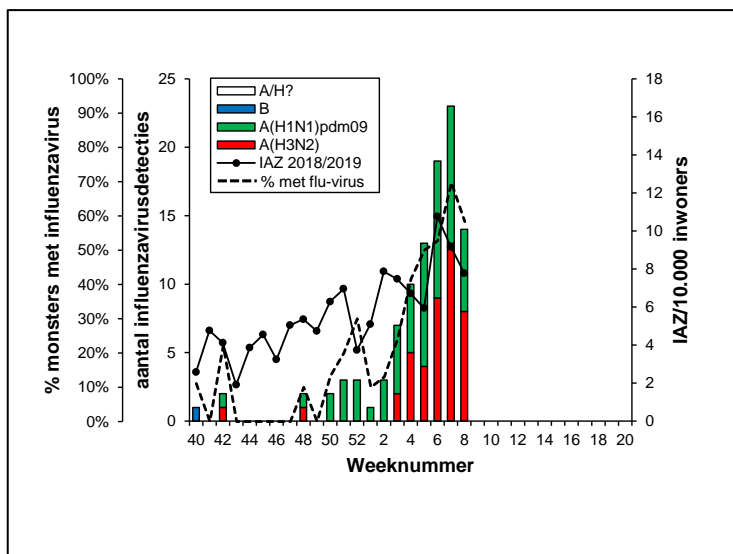 % monsters met influenzavirus
100%
90%
80%
70%
60%
50%
40%
30%
20%
10%
0%
aantal influenzavirusdetecties
25
20
15
10
5
0
A/H?
B
A(H1N1)pdm09
A(H3N2)
IAZ 2018/2019
% met flu-virus
18
16
14
12
10
8
6
4
2
0
IAZ/10.000 inwoners
40 42 44 46 48 50 52 2 4 6 8 10 12 14 16 18 20
Weeknummer